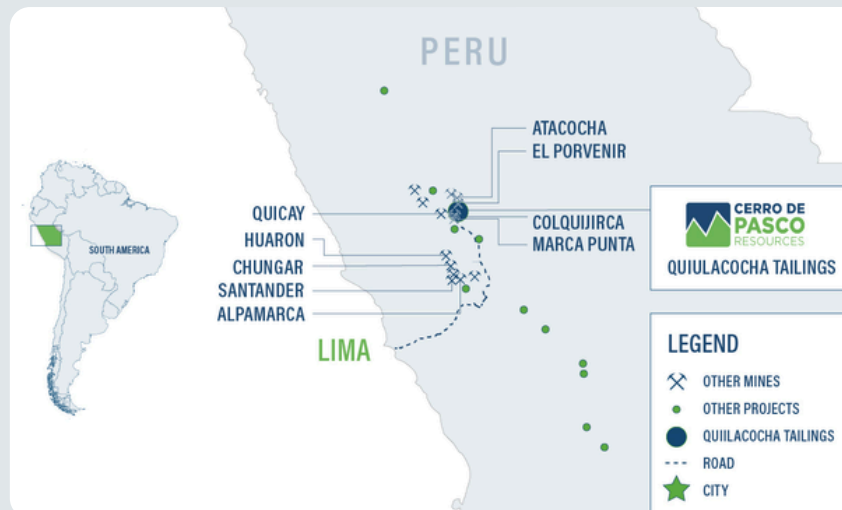 PERU
ATACOCHA
EL PORVENIR
QUICAY
HUARON
CHUNGAR
SANTANDER
ALPAMARCA
COLQUIJIRCA
MARCA PUNTA
CERRO DE
PASCO
RESOURCES
QUIULACOCHA TAILINGS
SOUTH AMERICA
LIMA
LEGEND
OTHER MINES
OTHER PROJECTS
QUIILACOCHA TAILINGS
ROAD
CITY